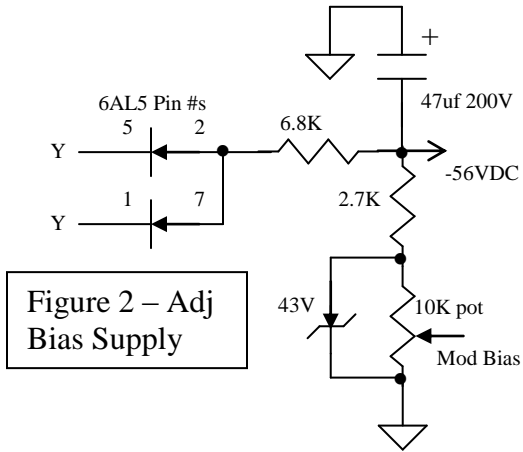 +
47uf 200V
6AL5 Pin #s
5 2
6.8K
Y
-56VDC
1 7
2.7K
Y
Figure 2 – Adj
Bias Supply
43V
10K pot
Mod Bias